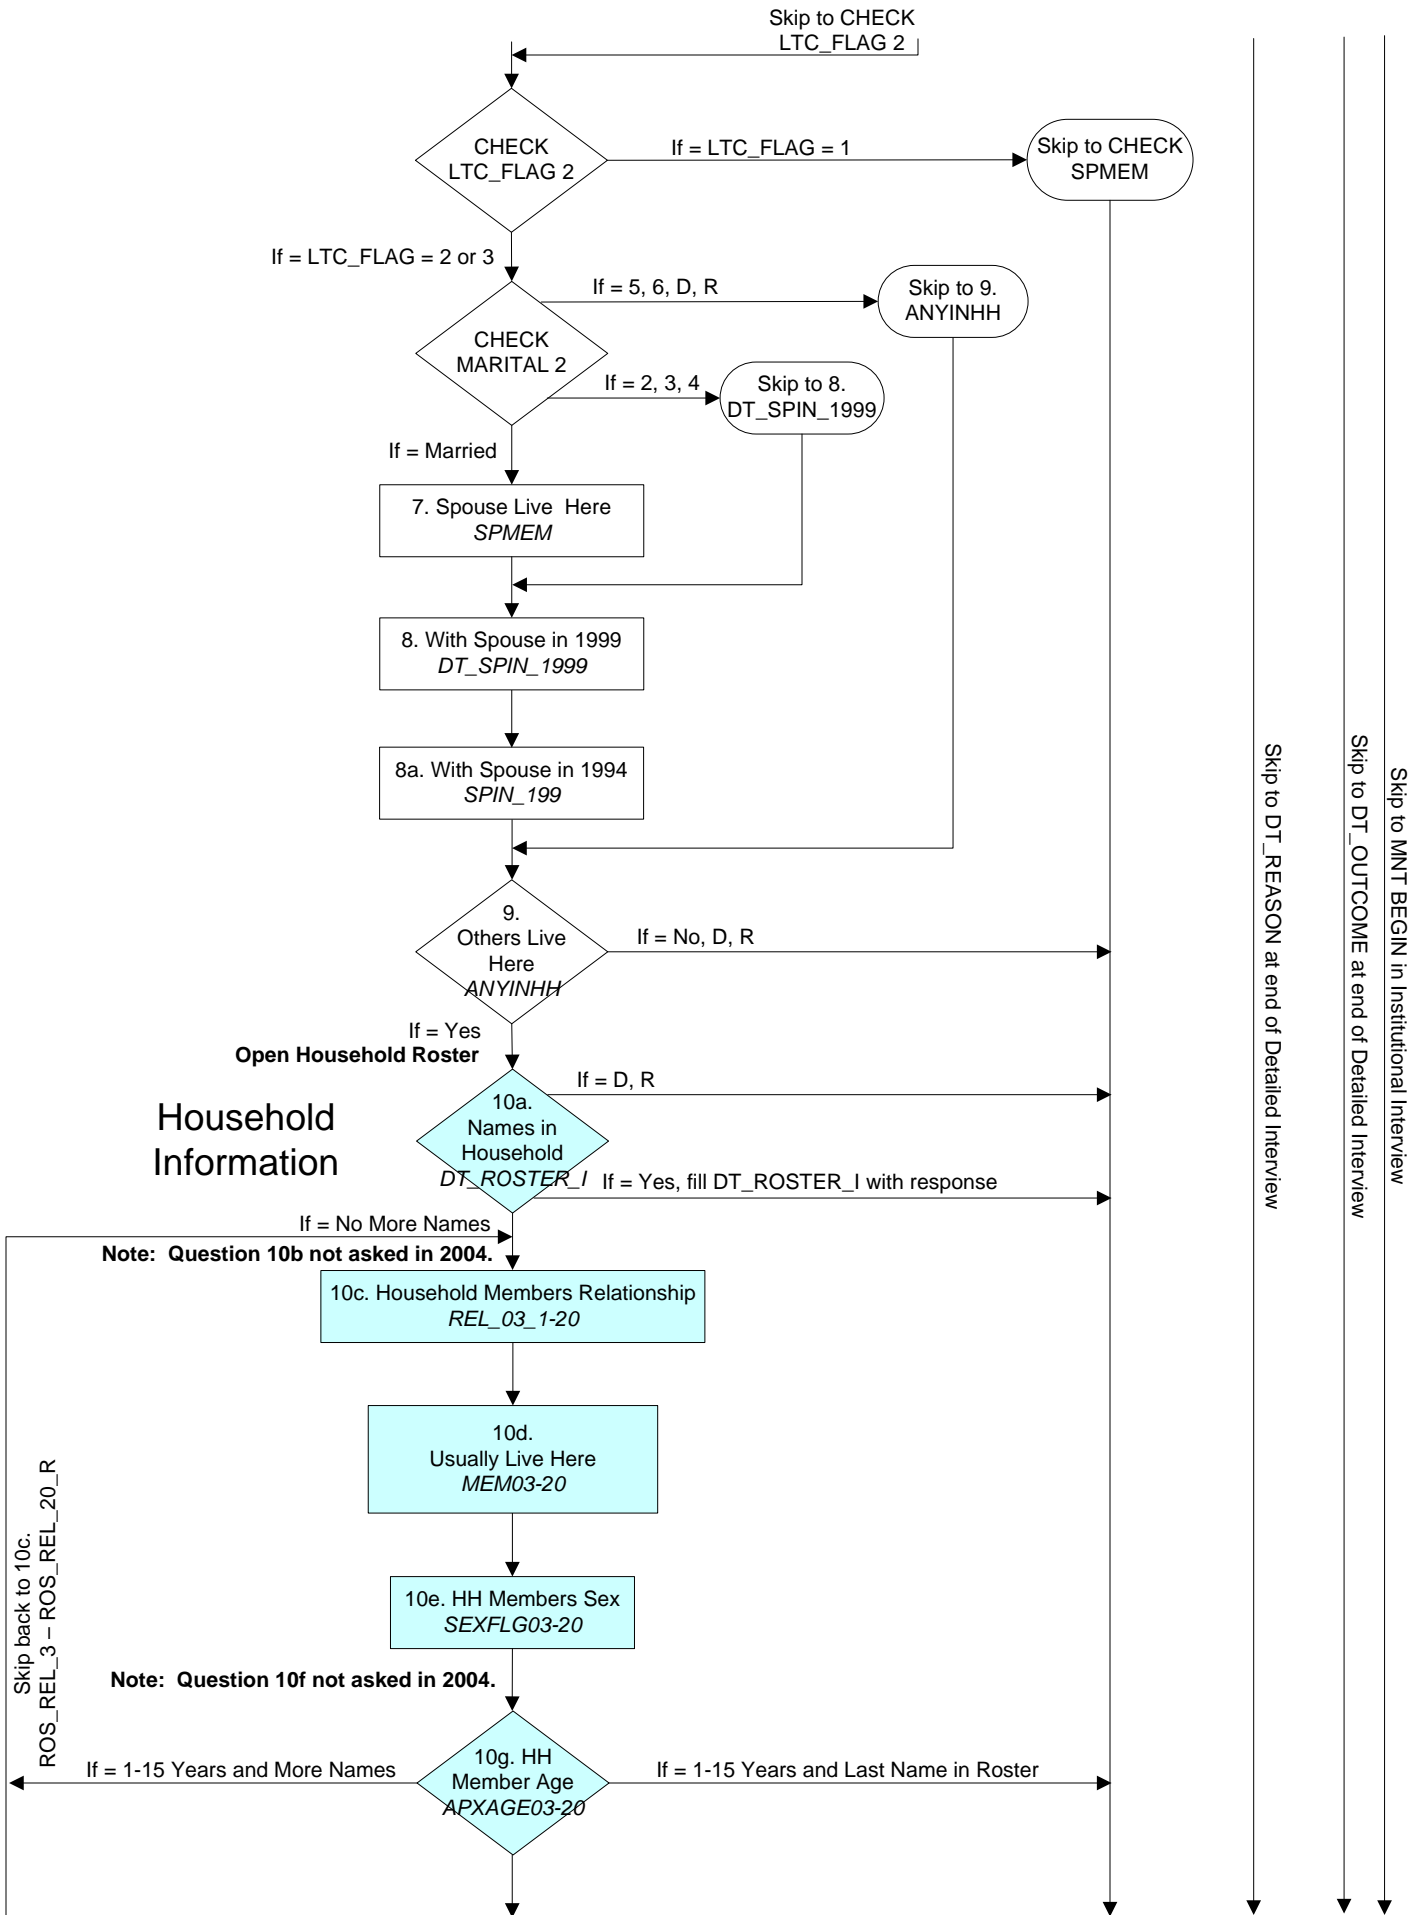 Skip to CHECK
LTC_FLAG 2
CHECK
LTC_FLAG 2
If = LTC_FLAG = 1
Skip to CHECK
SPMEM
If = LTC_FLAG = 2 or 3
If = 5, 6, D, R
Skip to 9.
ANYINHH
CHECK
MARITAL 2
If = 2, 3, 4
Skip to 8.
DT_SPIN_1999
If = Married
7. Spouse Live  Here
SPMEM
8. With Spouse in 1999
DT_SPIN_1999
8a. With Spouse in 1994
SPIN_199
9.
Others Live
Here
ANYINHH
If = No, D, R
If = Yes
Open Household Roster
If = D, R
Household
Information
10a.
Names in
Household
DT_ROSTER_I
If = Yes, fill DT_ROSTER_I with response
If = No More Names
Note:  Question 10b not asked in 2004.
10c. Household Members Relationship
REL_03_1-20
10d.
Usually Live Here
MEM03-20
10e. HH Members Sex
SEXFLG03-20
Note:  Question 10f not asked in 2004.
10g. HH
Member Age
APXAGE03-20
If = 1-15 Years and More Names
If = 1-15 Years and Last Name in Roster
Skip back to 10c.
ROS_REL_3 – ROS_REL_20_R
Skip to DT_REASON at end of Detailed Interview
Skip to DT_OUTCOME at end of Detailed Interview
Skip to MNT BEGIN in Institutional Interview